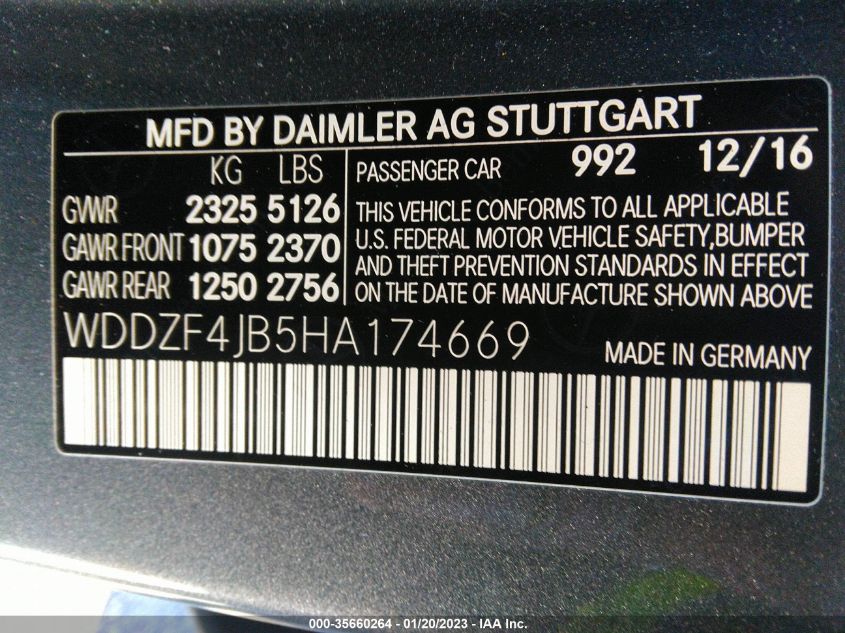 MFD BY DAIMLER AG STUTTGART
KG LBS
GVWR 2325 5126
GAWR FRONT 1075 2370
GAWR REAR 1250 2756
PASSENGER CAR 992 12/16
THIS VEHICLE CONFORMS TO ALL APPLICABLE
U.S. FEDERAL MOTOR VEHICLE SAFETY,BUMPER
AND THEFT PREVENTION STANDARDS IN EFFECT
ON THE DATE OF MANUFACTURE SHOWN ABOVE
WDDZF4JB5HA174669
MADE IN GERMANY
000-35660264 - 01/20/2023 - IAA Inc.